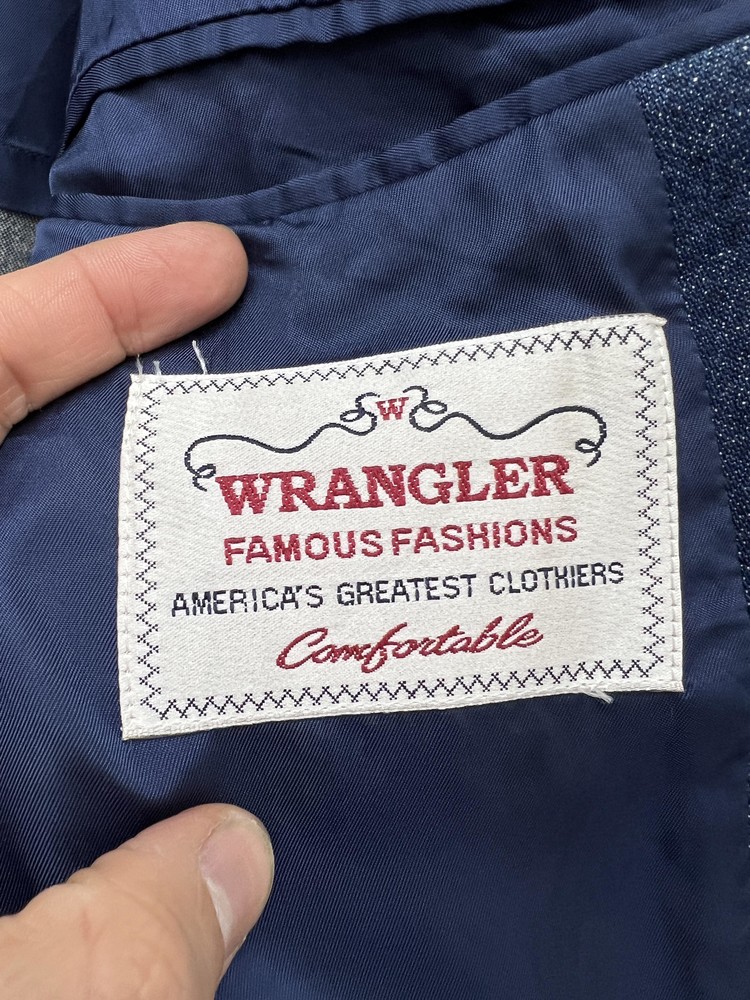 W
WRANGLER
FAMOUS FASHIONS
AMERICA'S GREATEST CLOTHIERS
Comfortable